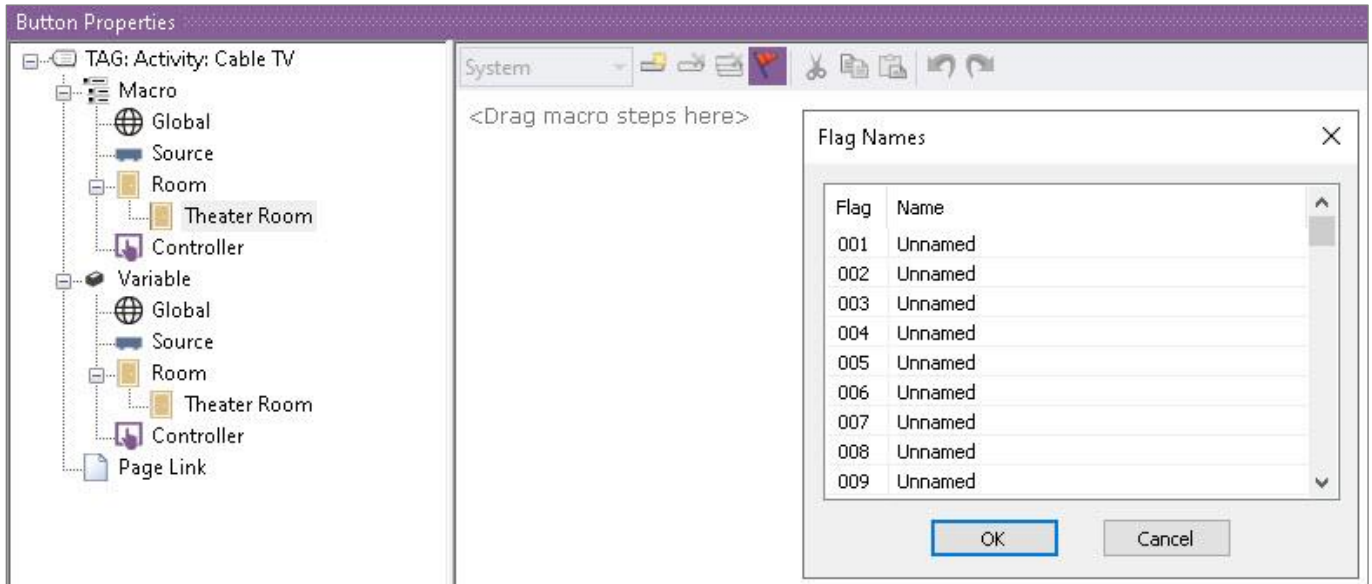 Button Properties
TAG: Activity: Cable TV
Macro
Global
Source
Room
Theater Room
Controller
Variable
Global
Source
Room
Theater Room
Controller
Page Link
System
<Drag macro steps here>
Flag Names
Flag Name
001 Unnamed
002 Unnamed
003 Unnamed
004 Unnamed
005 Unnamed
006 Unnamed
007 Unnamed
008 Unnamed
009 Unnamed
OK Cancel